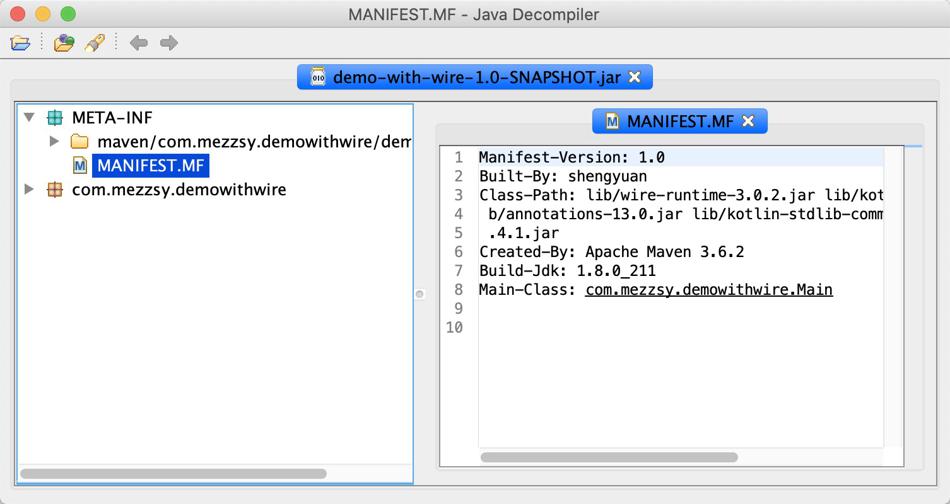 MANIFEST.MF - Java Decompiler
demo-with-wire-1.0-SNAPSHOT.jar
META-INF
maven/com.mezzsy.demowithwire/dem
MANIFEST.MF
com.mezzsy.demowithwire
MANIFEST.MF
1 Manifest-Version: 1.0
2 Built-By: shengyuan
3 Class-Path: lib/wire-runtime-3.0.2.jar lib/kot
4 b/annotations-13.0.jar lib/kotlin-stdlib-comm
5 .4.1.jar
6 Created-By: Apache Maven 3.6.2
7 Build-Jdk: 1.8.0_211
8 Main-Class: com.mezzsy.demowithwire.Main
9
10